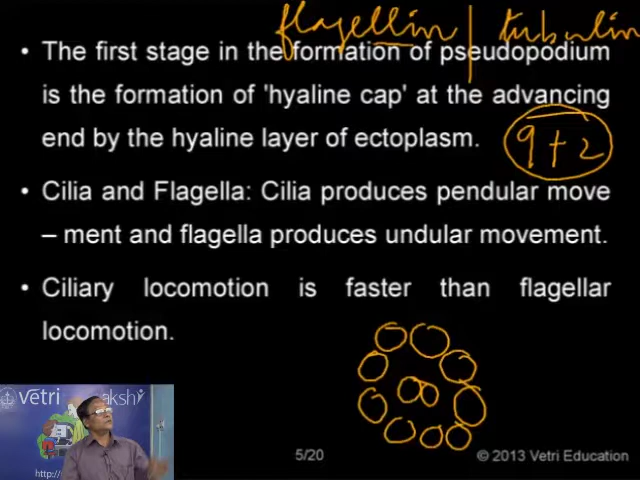 flagellin | tubulin
• The first stage in the formation of pseudopodium
is the formation of 'hyaline cap' at the advancing
end by the hyaline layer of ectoplasm.
9+2
• Cilia and Flagella: Cilia produces pendular move
– ment and flagella produces undular movement.
• Ciliary locomotion is faster than flagellar
locomotion.
vetri
akshi
http:/
5/20
© 2013 Vetri Education